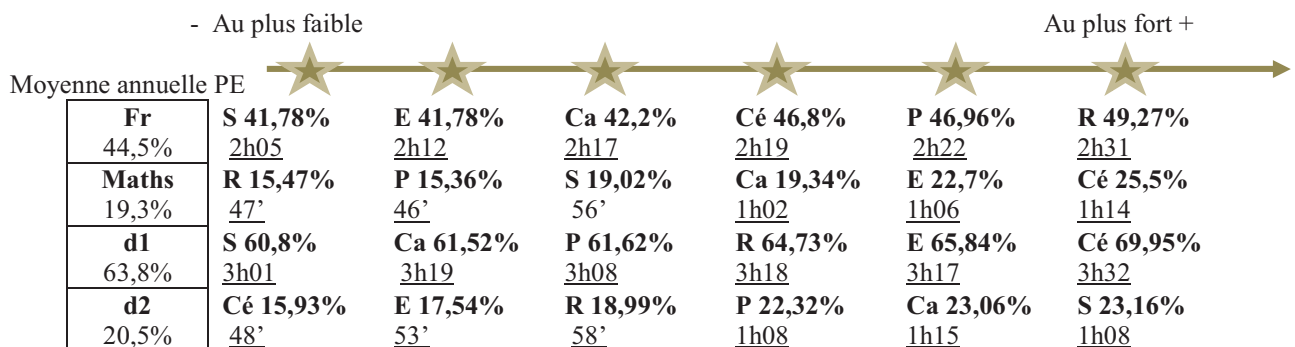 - Au plus faible Au plus fort +
Moyenne annuelle PE
Fr S 41,78% E 41,78% Ca 42,2% Cé 46,8% P 46,96% R 49,27%
44,5% 2h05 2h12 2h17 2h19 2h22 2h31
Maths R 15,47% P 15,36% S 19,02% Ca 19,34% E 22,7% Cé 25,5%
19,3% 47’ 46’ 56’ 1h02 1h06 1h14
d1 S 60,8% Ca 61,52% P 61,62% R 64,73% E 65,84% Cé 69,95%
63,8% 3h01 3h19 3h08 3h18 3h17 3h32
d2 Cé 15,93% E 17,54% R 18,99% P 22,32% Ca 23,06% S 23,16%
20,5% 48’ 53’ 58’ 1h08 1h15 1h08